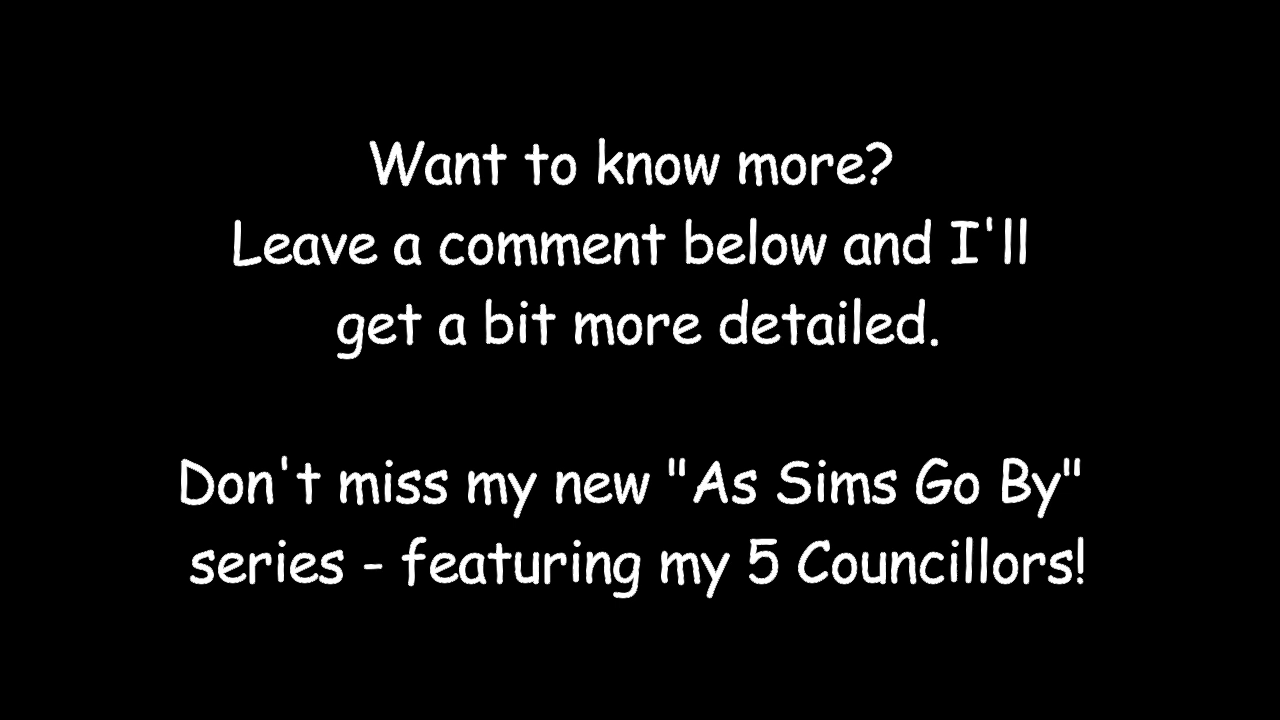 Want to know more?
Leave a comment below and I'll
get a bit more detailed.
Don't miss my new "As Sims Go By"
series - featuring my 5 Councillors!